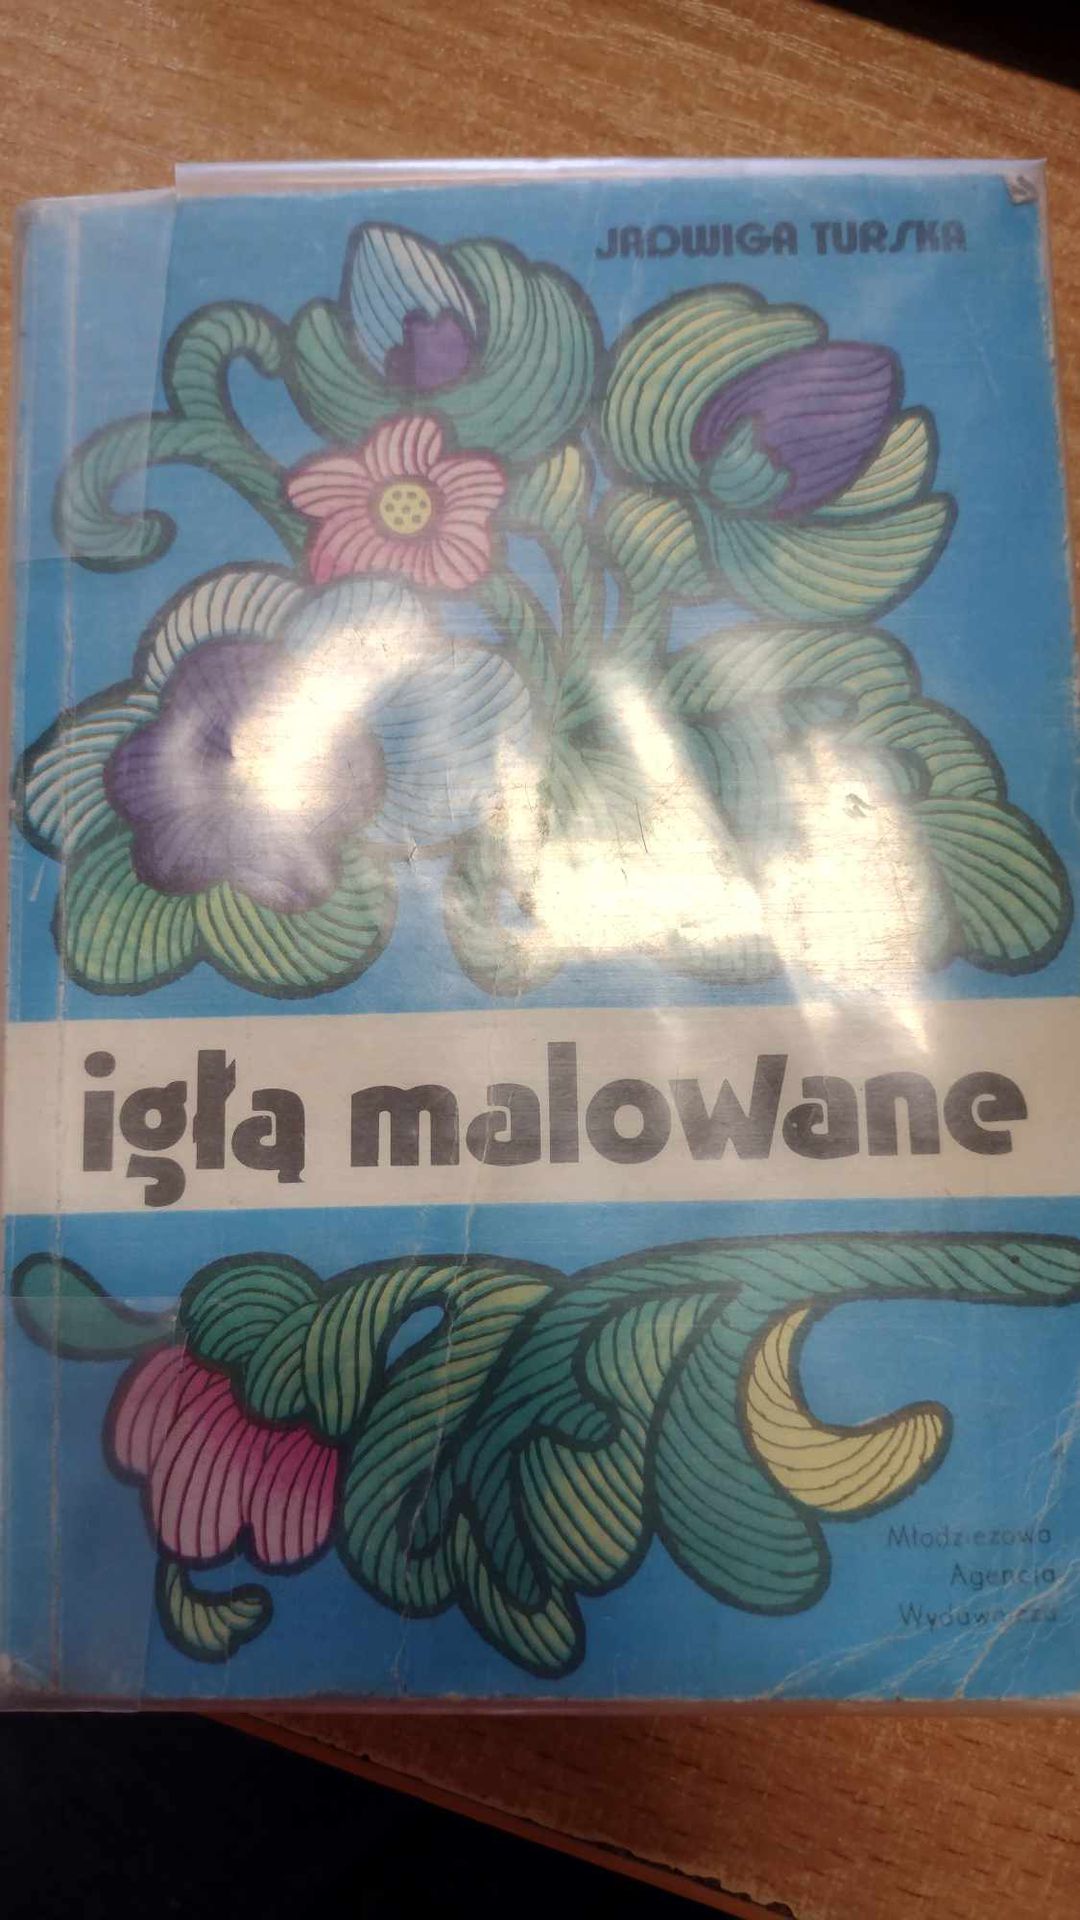 JADWIGA TURSKA
igłą malowane
Młodzieżowa
Agencja
Wydawnicza